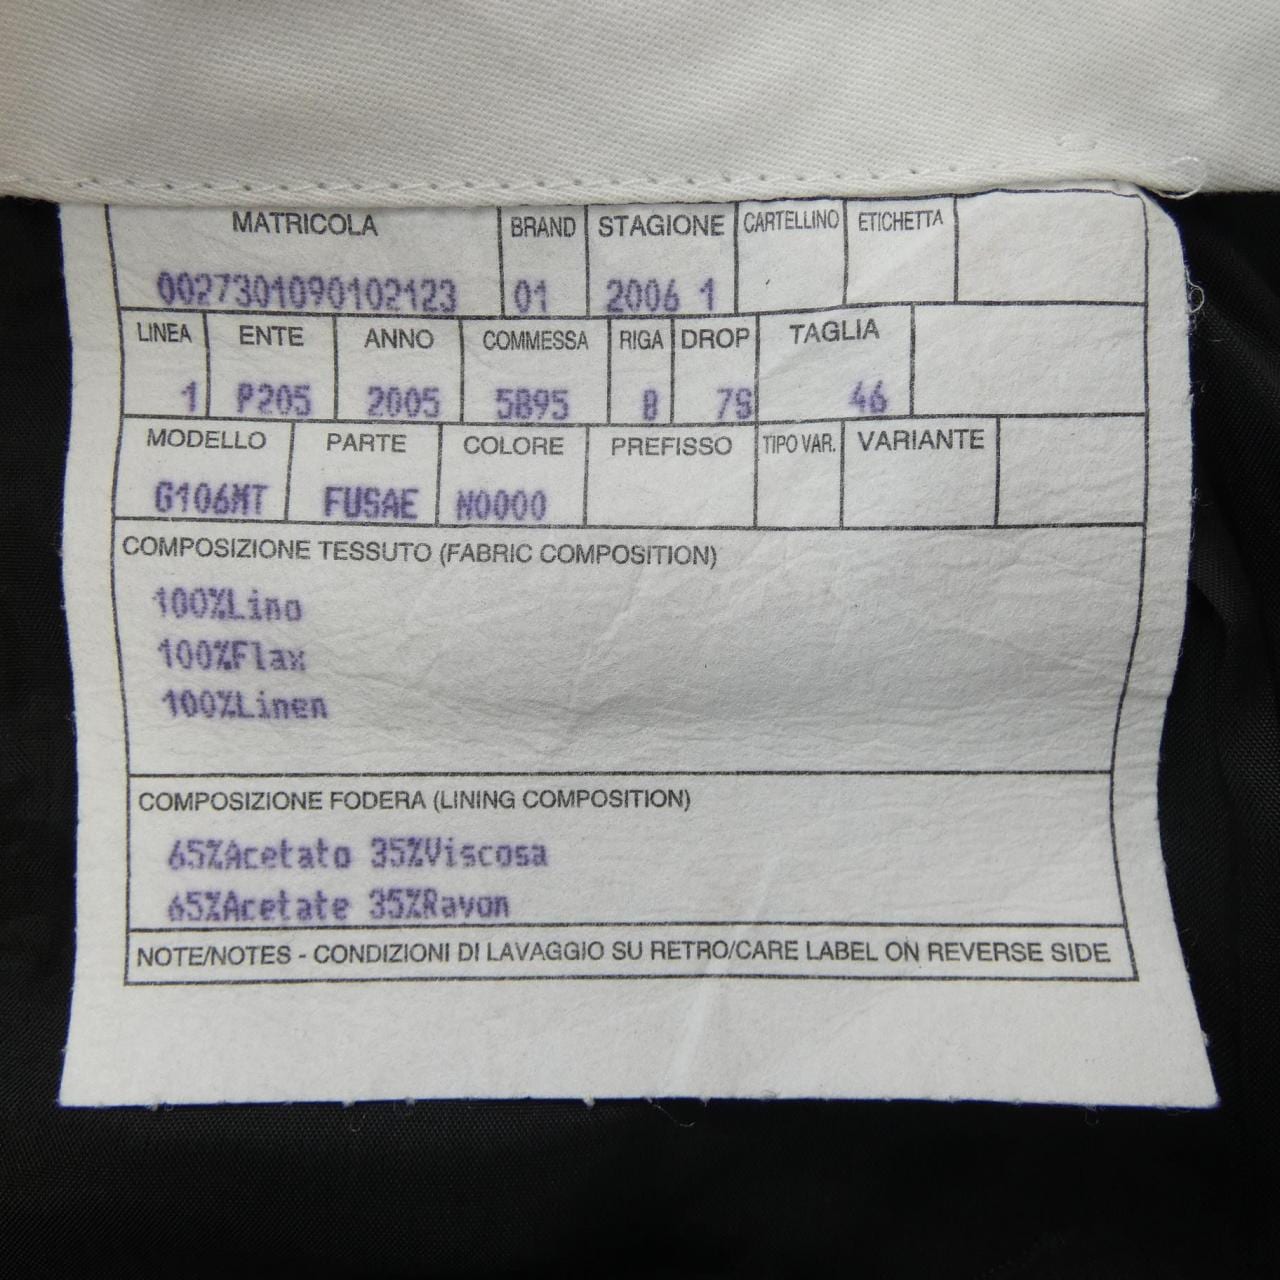 MATRICOLA BRAND STAGIONE CARTELLINO ETICHETTA
002730109010212​3 01 2006 1
LINEA ENTE ANNO COMMESSA RIGA DROP TAGLIA
1 P205 2005 5895 8 7S 46
MODELLO PARTE COLORE PREFISSO TIPO VAR. VARIANTE
G106MT FUSAE N0000
COMPOSIZIONE TESSUTO (FABRIC COMPOSITION)
100%Lino
100%Flax
100%Linen
COMPOSIZIONE FODERA (LINING COMPOSITION)
65%Acetato 35%Viscosa
65%Acetate 35%Rayon
NOTE/NOTES - CONDIZIONI DI LAVAGGIO SU RETRO/CARE LABEL ON REVERSE SIDE